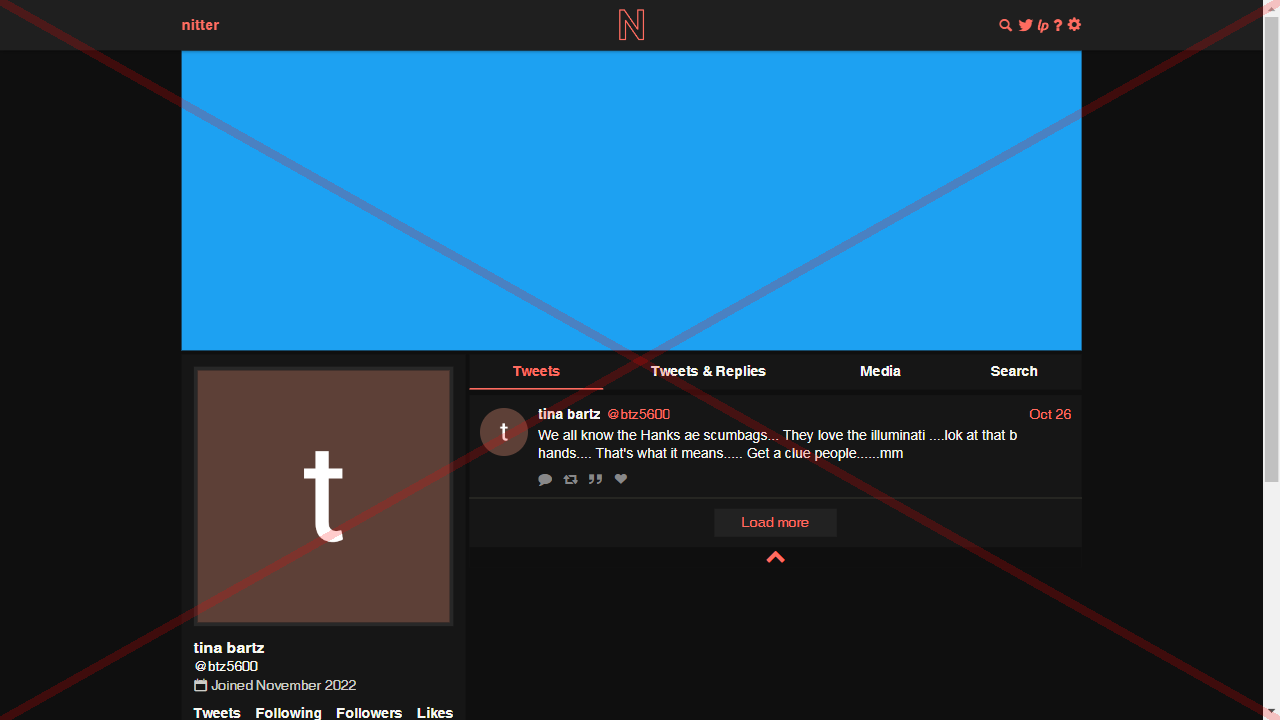 nitter
N
lp ?
t
Tweets Tweets & Replies Media Search
t
tina bartz @btz5600 Oct 26
We all know the Hanks ae scumbags... They love the illuminati ....lok at that b
hands.... That's what it means..... Get a clue people......mm
Load more
tina bartz
@btz5600
Joined November 2022
Tweets Following Followers Likes